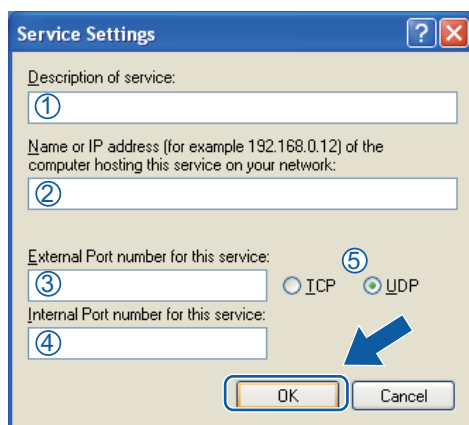 Service Settings
?
Description of service:
①
Name or IP address (for example 192.168.0.12) of the
computer hosting this service on your network:
②
External Port number for this service:
⑤
③
TCP
UDP
Internal Port number for this service:
④
OK
Cancel